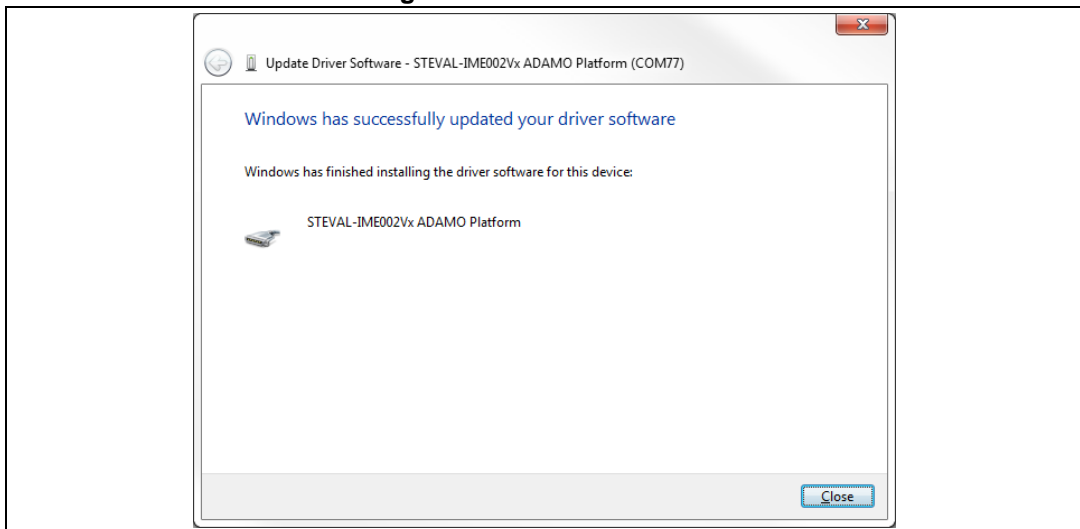 Update Driver Software - STEVAL-IME002Vx ADAMO Platform (COM77)
Windows has successfully updated your driver software
Windows has finished installing the driver software for this device:
STEVAL-IME002Vx ADAMO Platform
Close